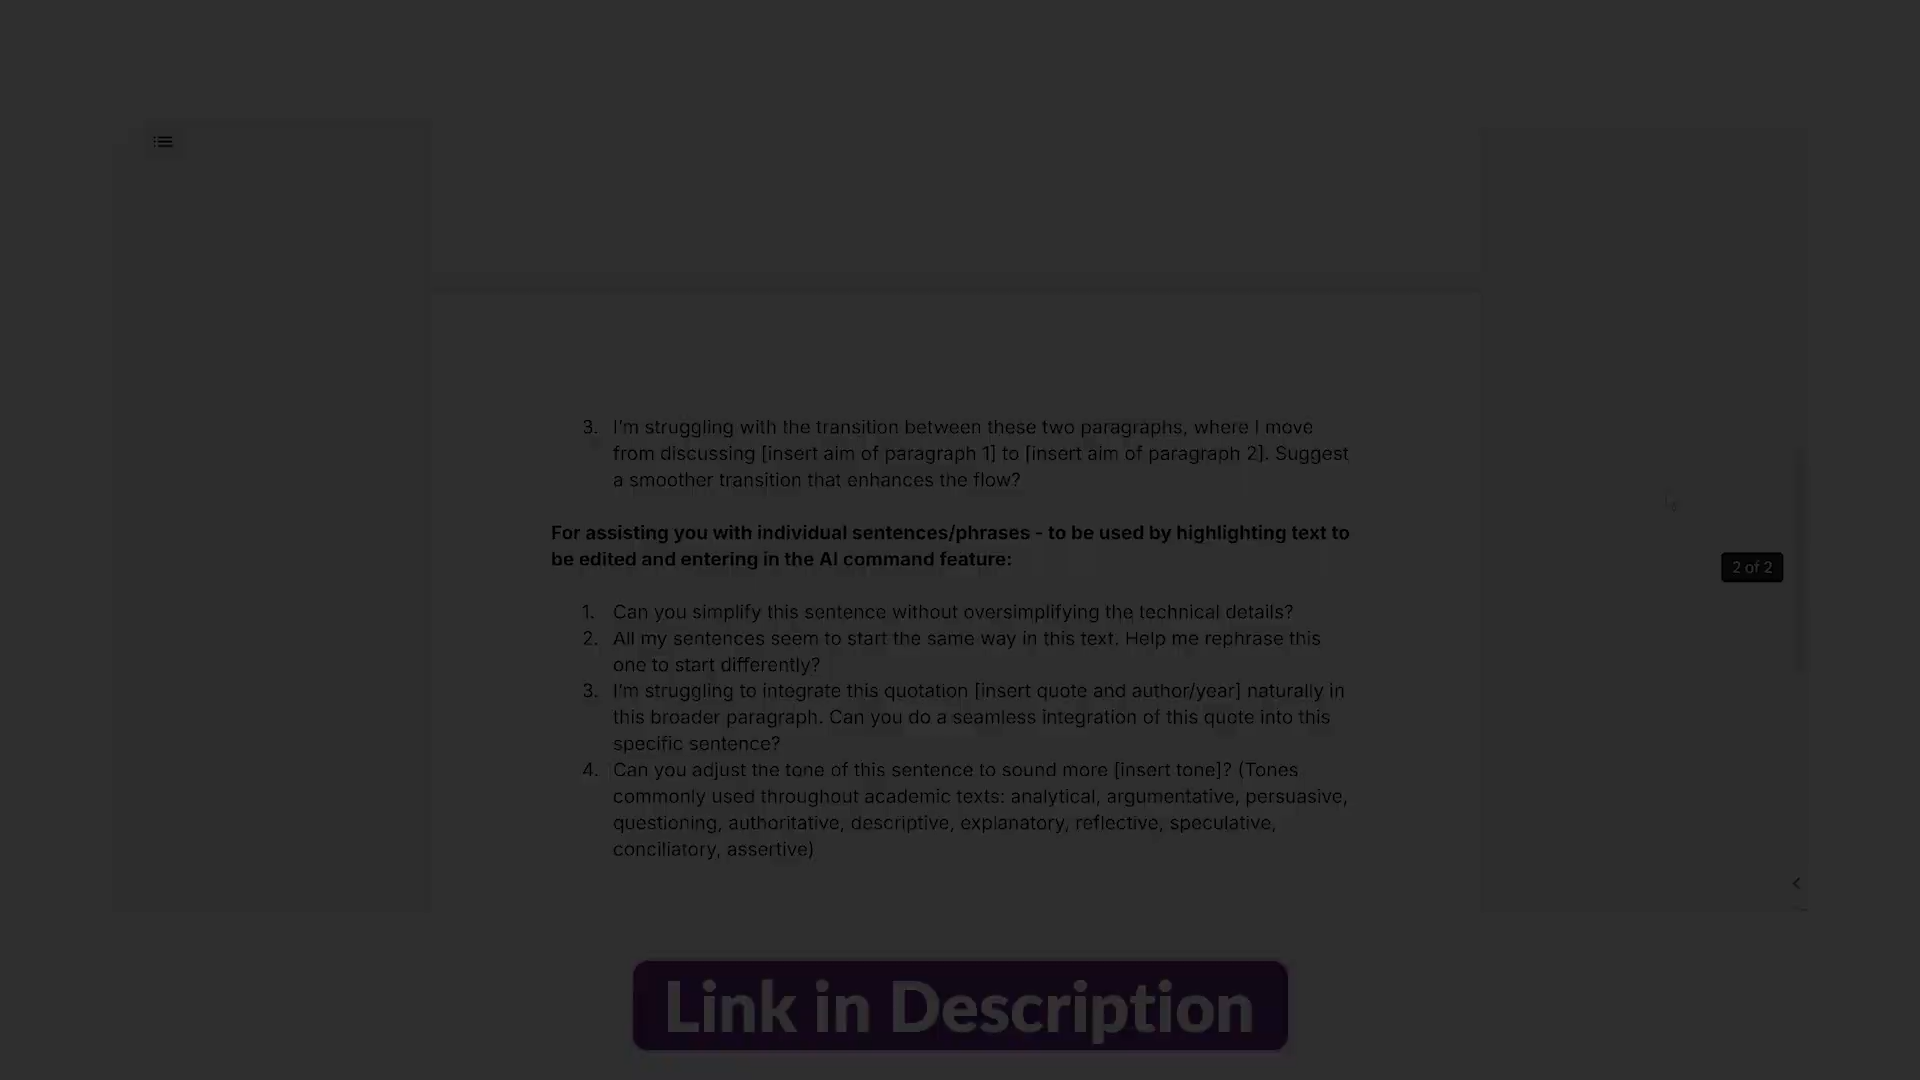 3. I'm struggling with the transition between these two paragraphs, where I move
from discussing [insert aim of paragraph 1] to [insert aim of paragraph 2]. Suggest
a smoother transition that enhances the flow?
For assisting you with individual sentences/phrases - to be used by highlighting text to
be edited and entering in the AI command feature:
2 of 2
1. Can you simplify this sentence without oversimplifying the technical details?
2. All my sentences seem to start the same way in this text. Help me rephrase this
one to start differently?
3. I'm struggling to integrate this quotation [insert quote and author/year] naturally in
this broader paragraph. Can you do a seamless integration of this quote into this
specific sentence?
4. Can you adjust the tone of this sentence to sound more [insert tone]? (Tones
commonly used throughout academic texts: analytical, argumentative, persuasive,
questioning, authoritative, descriptive, explanatory, reflective, speculative,
conciliatory, assertive)
Link in Description